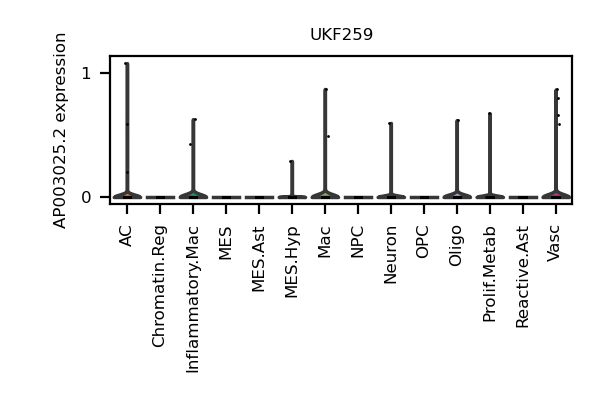 UKF259
AP003025.2 expression
1
0
AC
Chromatin.Reg
Inflammatory.Mac
MES
MES.Ast
MES.Hyp
Mac
NPC
Neuron
OPC
Oligo
Prolif.Metab
Reactive.Ast
Vasc